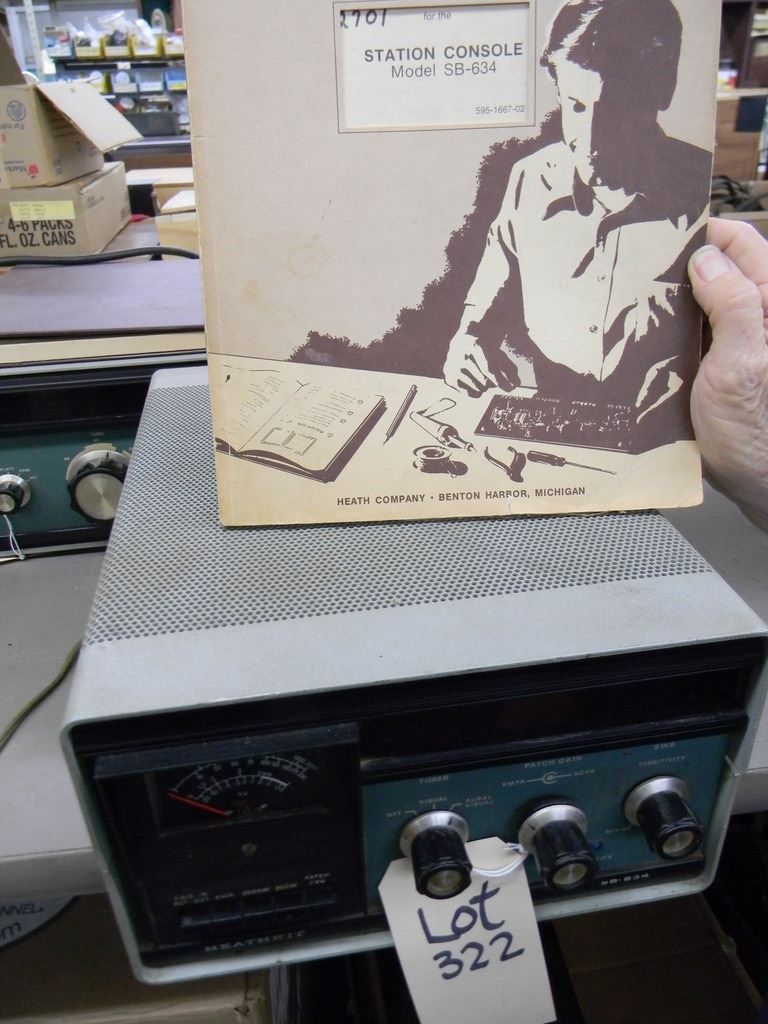 2701
for the
STATION CONSOLE
Model SB-634
595-1667-02
4-6 PACKS
FL. OZ. CANS
HEATH COMPANY • BENTON HARBOR, MICHIGAN
TIMER
OFF
VISUAL
AURAL
VISUAL
PATCH GAIN
XMTR
RCVR
SWR
SENSITIVITY
SB-634
HEATHKIT
Lot
322